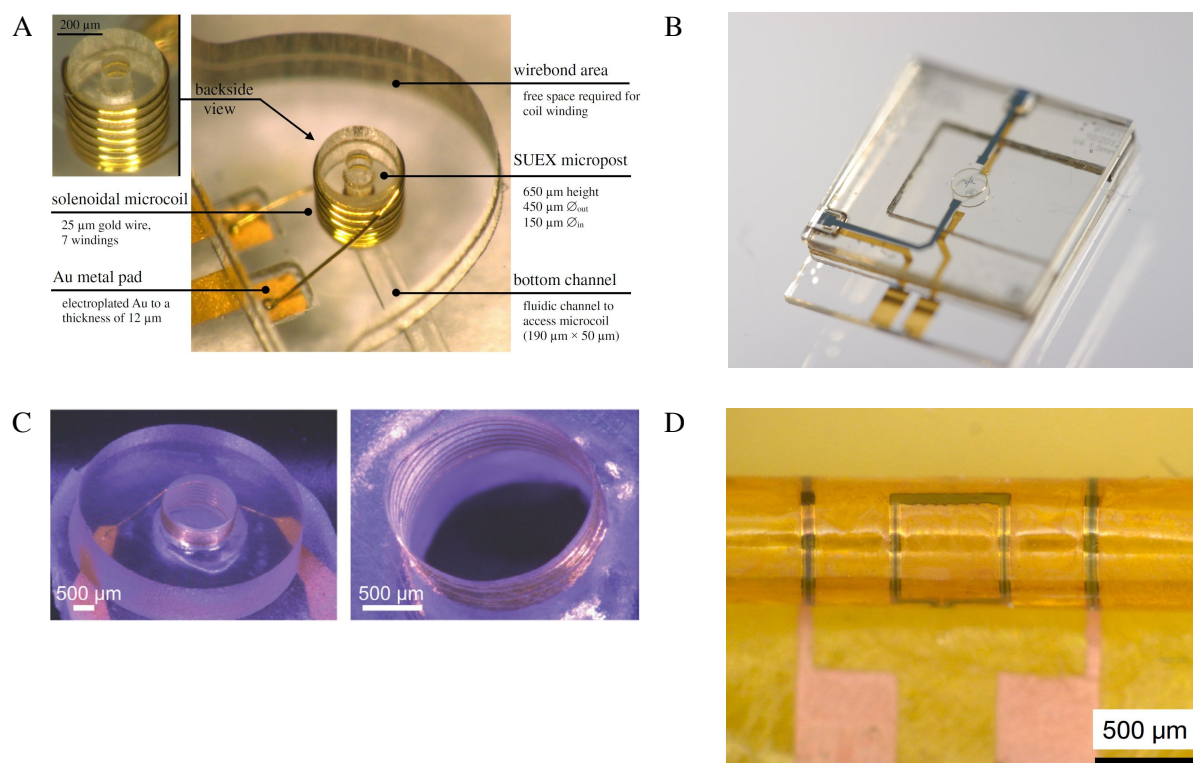 A
200 µm
backside
view
wirebond area
free space required for
coil winding
SUEX micropost
650 µm height
450 µm ∅out
150 µm ∅in
solenoidal microcoil
25 µm gold wire,
7 windings
Au metal pad
electroplated Au to a
thickness of 12 µm
bottom channel
fluidic channel to
access microcoil
(190 µm × 50 µm)
B
C
500 µm
500 µm
D
500 µm